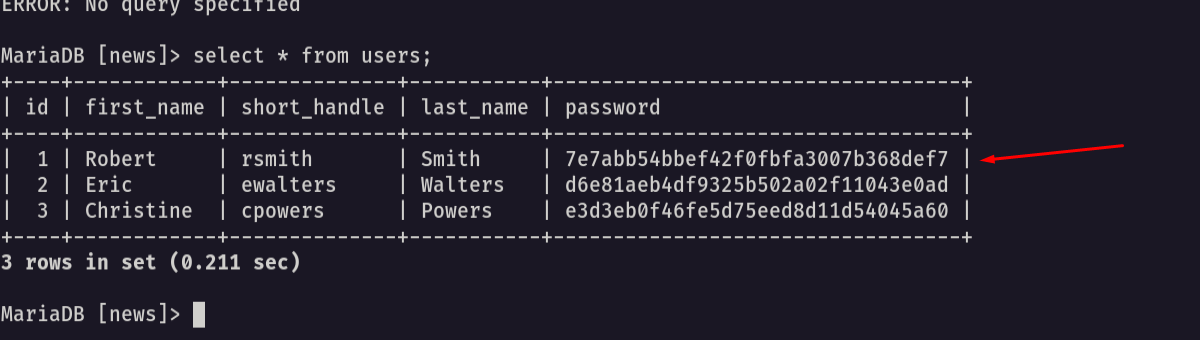 ERROR: No query specified
MariaDB [news]> select * from users;
+----+------------+--------------+-----------+----------------------------------+
| id | first_name | short_handle | last_name | password                         |
+----+------------+--------------+-----------+----------------------------------+
|  1 | Robert     | rsmith       | Smith     | 7e7abb54bbef42f0fbfa3007b368def7 |
|  2 | Eric       | ewalters     | Walters   | d6e81aeb4df9325b502a02f11043e0ad |
|  3 | Christine  | cpowers      | Powers    | e3d3eb0f46fe5d75eed8d11d54045a60 |
+----+------------+--------------+-----------+----------------------------------+
3 rows in set (0.211 sec)
MariaDB [news]>